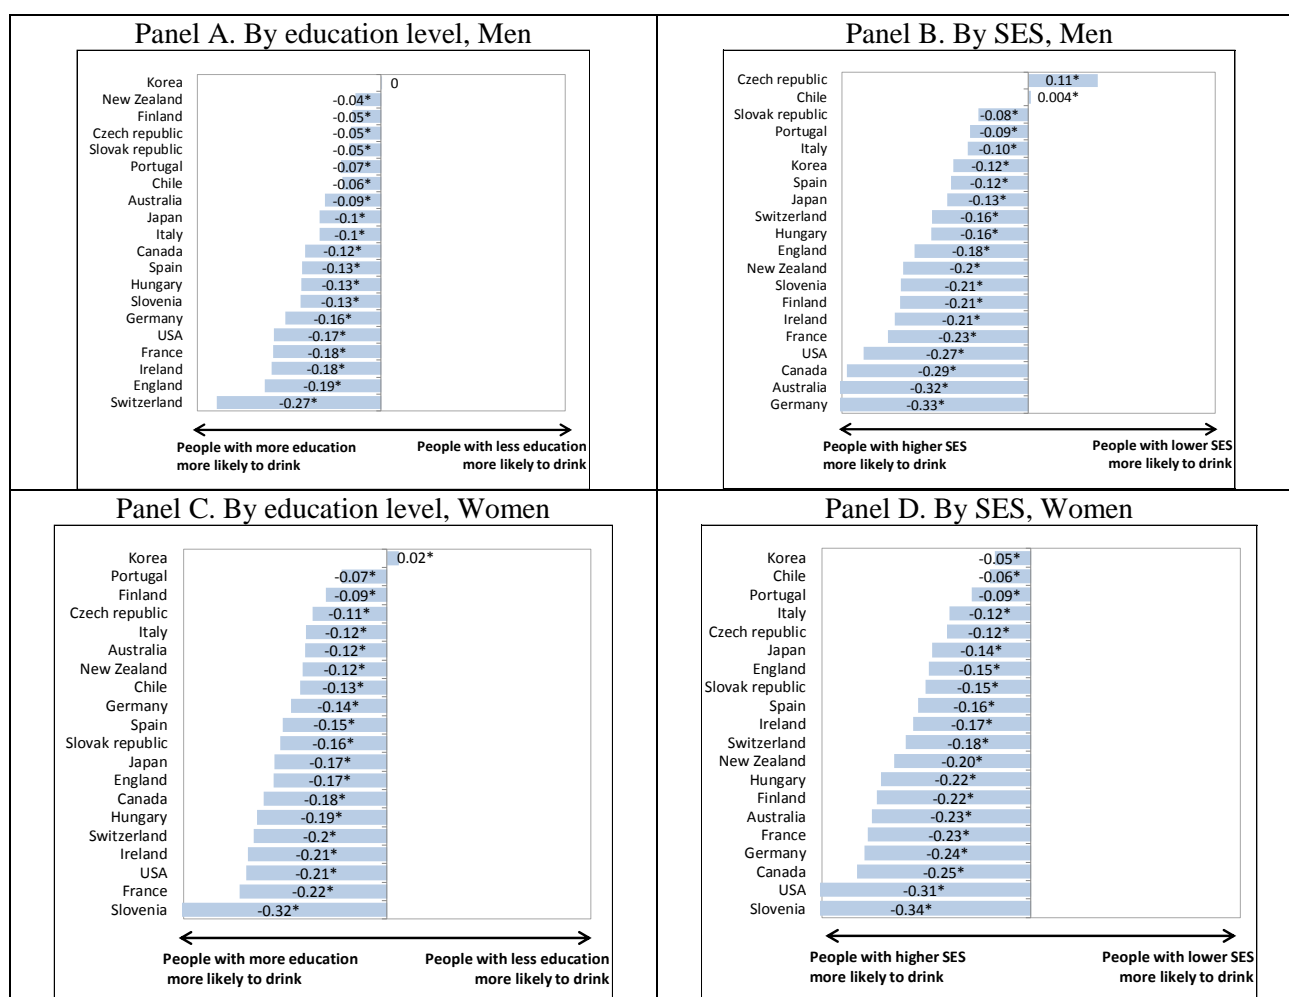 Panel A. By education level, Men
Korea 0
New Zealand -0.04*
Finland -0.05*
Czech republic -0.05*
Slovak republic -0.05*
Portugal -0.07*
Chile -0.06*
Australia -0.09*
Japan -0.1*
Italy -0.1*
Canada -0.12*
Spain -0.13*
Hungary -0.13*
Slovenia -0.13*
Germany -0.16*
USA -0.17*
France -0.18*
Ireland -0.18*
England -0.19*
Switzerland -0.27*
People with more education People with less education
more likely to drink more likely to drink
Panel B. By SES, Men
Czech republic 0.11*
Chile 0.004*
Slovak republic -0.08*
Portugal -0.09*
Italy -0.10*
Korea -0.12*
Spain -0.12*
Japan -0.13*
Switzerland -0.16*
Hungary -0.16*
England -0.18*
New Zealand -0.2*
Slovenia -0.21*
Finland -0.21*
Ireland -0.21*
France -0.23*
USA -0.27*
Canada -0.29*
Australia -0.32*
Germany -0.33*
People with higher SES People with lower SES
more likely to drink more likely to drink
Panel C. By education level, Women
Korea 0.02*
Portugal -0.07*
Finland -0.09*
Czech republic -0.11*
Italy -0.12*
Australia -0.12*
New Zealand -0.12*
Chile -0.13*
Germany -0.14*
Spain -0.15*
Slovak republic -0.16*
Japan -0.17*
England -0.17*
Canada -0.18*
Hungary -0.19*
Switzerland -0.2*
Ireland -0.21*
USA -0.21*
France -0.22*
Slovenia -0.32*
People with more education People with less education
more likely to drink more likely to drink
Panel D. By SES, Women
Korea -0.05*
Chile -0.06*
Portugal -0.09*
Italy -0.12*
Czech republic -0.12*
Japan -0.14*
England -0.15*
Slovak republic -0.15*
Spain -0.16*
Ireland -0.17*
Switzerland -0.18*
New Zealand -0.20*
Hungary -0.22*
Finland -0.22*
Australia -0.23*
France -0.23*
Germany -0.24*
Canada -0.25*
USA -0.31*
Slovenia -0.34*
People with higher SES People with lower SES
more likely to drink more likely to drink